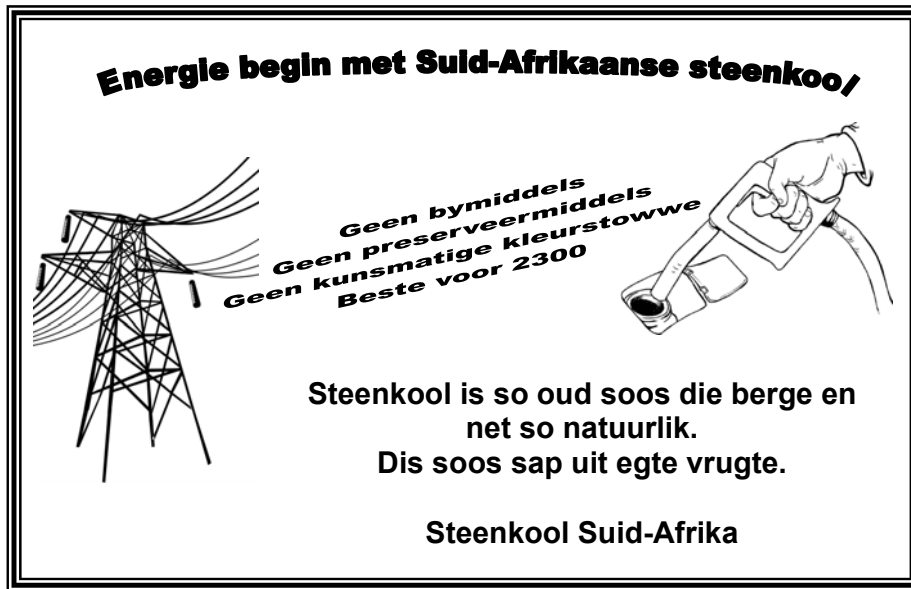 Energie begin met Suid-Afrikaanse steenkool
Geen bymiddels
Geen preserveermiddels
Geen kunsmatige kleurstowwe
Beste voor 2300
Steenkool is so oud soos die berge en
net so natuurlik.
Dis soos sap uit egte vrugte.
Steenkool Suid-Afrika